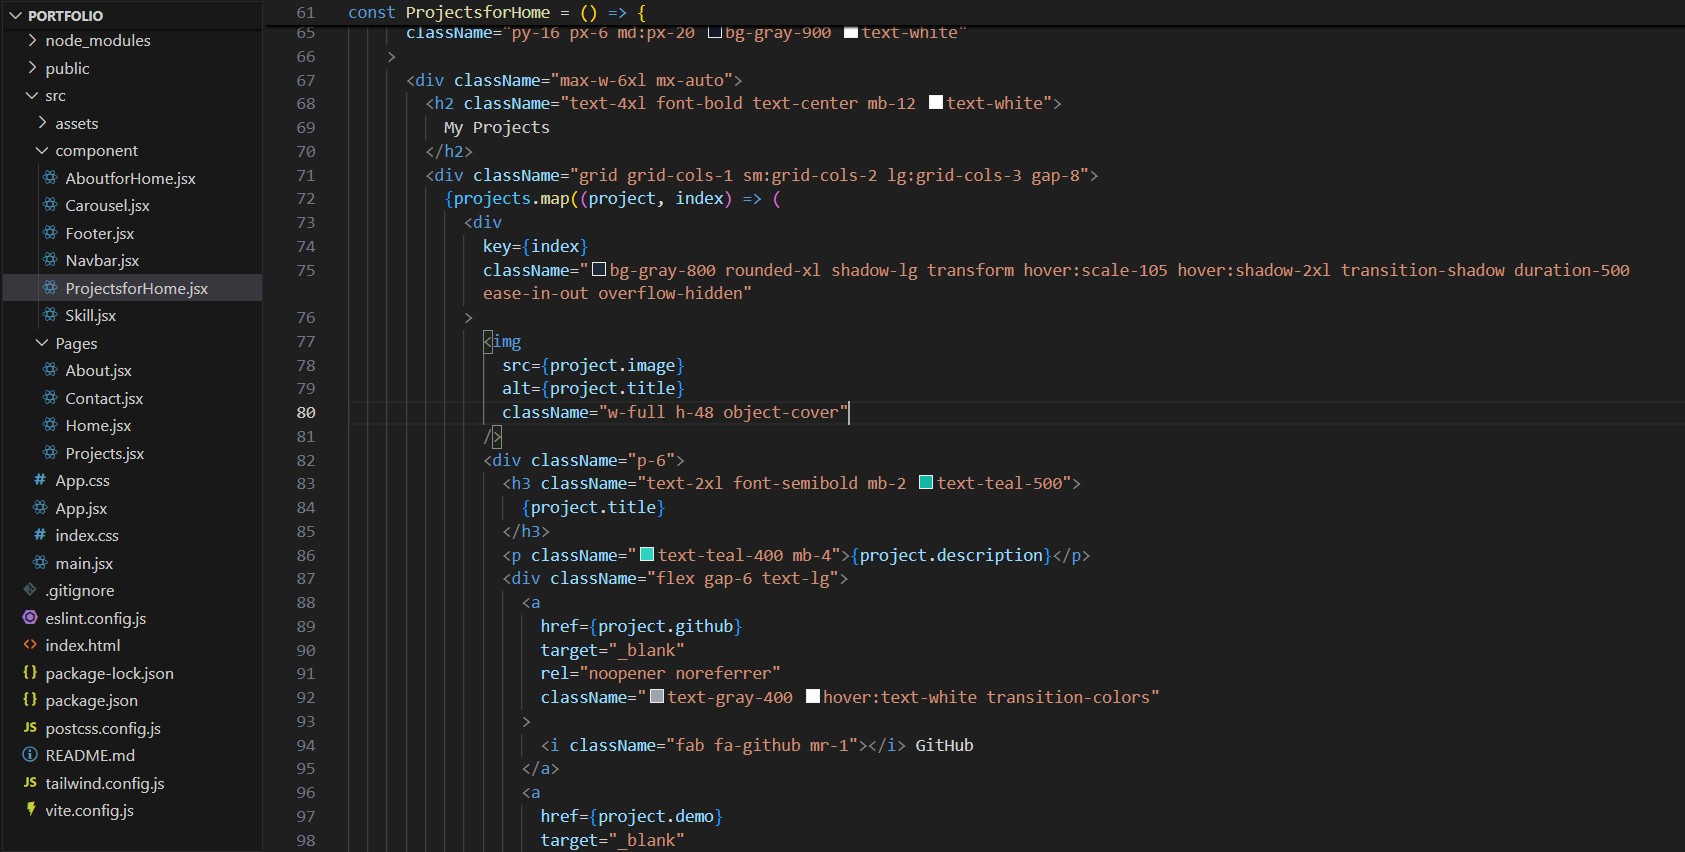 PORTFOLIO
node_modules
public
src
assets
component
AboutforHome.jsx
Carousel.jsx
Footer.jsx
Navbar.jsx
ProjectsforHome.jsx
Skill.jsx
Pages
About.jsx
Contact.jsx
Home.jsx
Projects.jsx
# App.css
App.jsx
# index.css
main.jsx
.gitignore
eslint.config.js
<> index.html
{} package-lock.json
{} package.json
JS postcss.config.js
README.md
JS tailwind.config.js
vite.config.js
61 const ProjectsforHome = () => {
65 className="py-16 px-6 md:px-20 bg-gray-900 text-white"
66 >
67 <div className="max-w-6xl mx-auto">
68 <h2 className="text-4xl font-bold text-center mb-12 text-white">
69 My Projects
70 </h2>
71 <div className="grid grid-cols-1 sm:grid-cols-2 lg:grid-cols-3 gap-8">
72 {projects.map((project, index) => (
73 <div
74 key={index}
75 className="bg-gray-800 rounded-xl shadow-lg transform hover:scale-105 hover:shadow-2xl transition-shadow duration-500
ease-in-out overflow-hidden"
76 >
77 <img
78 src={project.image}
79 alt={project.title}
80 className="w-full h-48 object-cover"
81 />
82 <div className="p-6">
83 <h3 className="text-2xl font-semibold mb-2 text-teal-500">
84 {project.title}
85 </h3>
86 <p className="text-teal-400 mb-4">{project.description}</p>
87 <div className="flex gap-6 text-lg">
88 <a
89 href={project.github}
90 target="_blank"
91 rel="noopener noreferrer"
92 className="text-gray-400 hover:text-white transition-colors"
93 >
94 <i className="fab fa-github mr-1"></i> GitHub
95 </a>
96 <a
97 href={project.demo}
98 target="_blank"